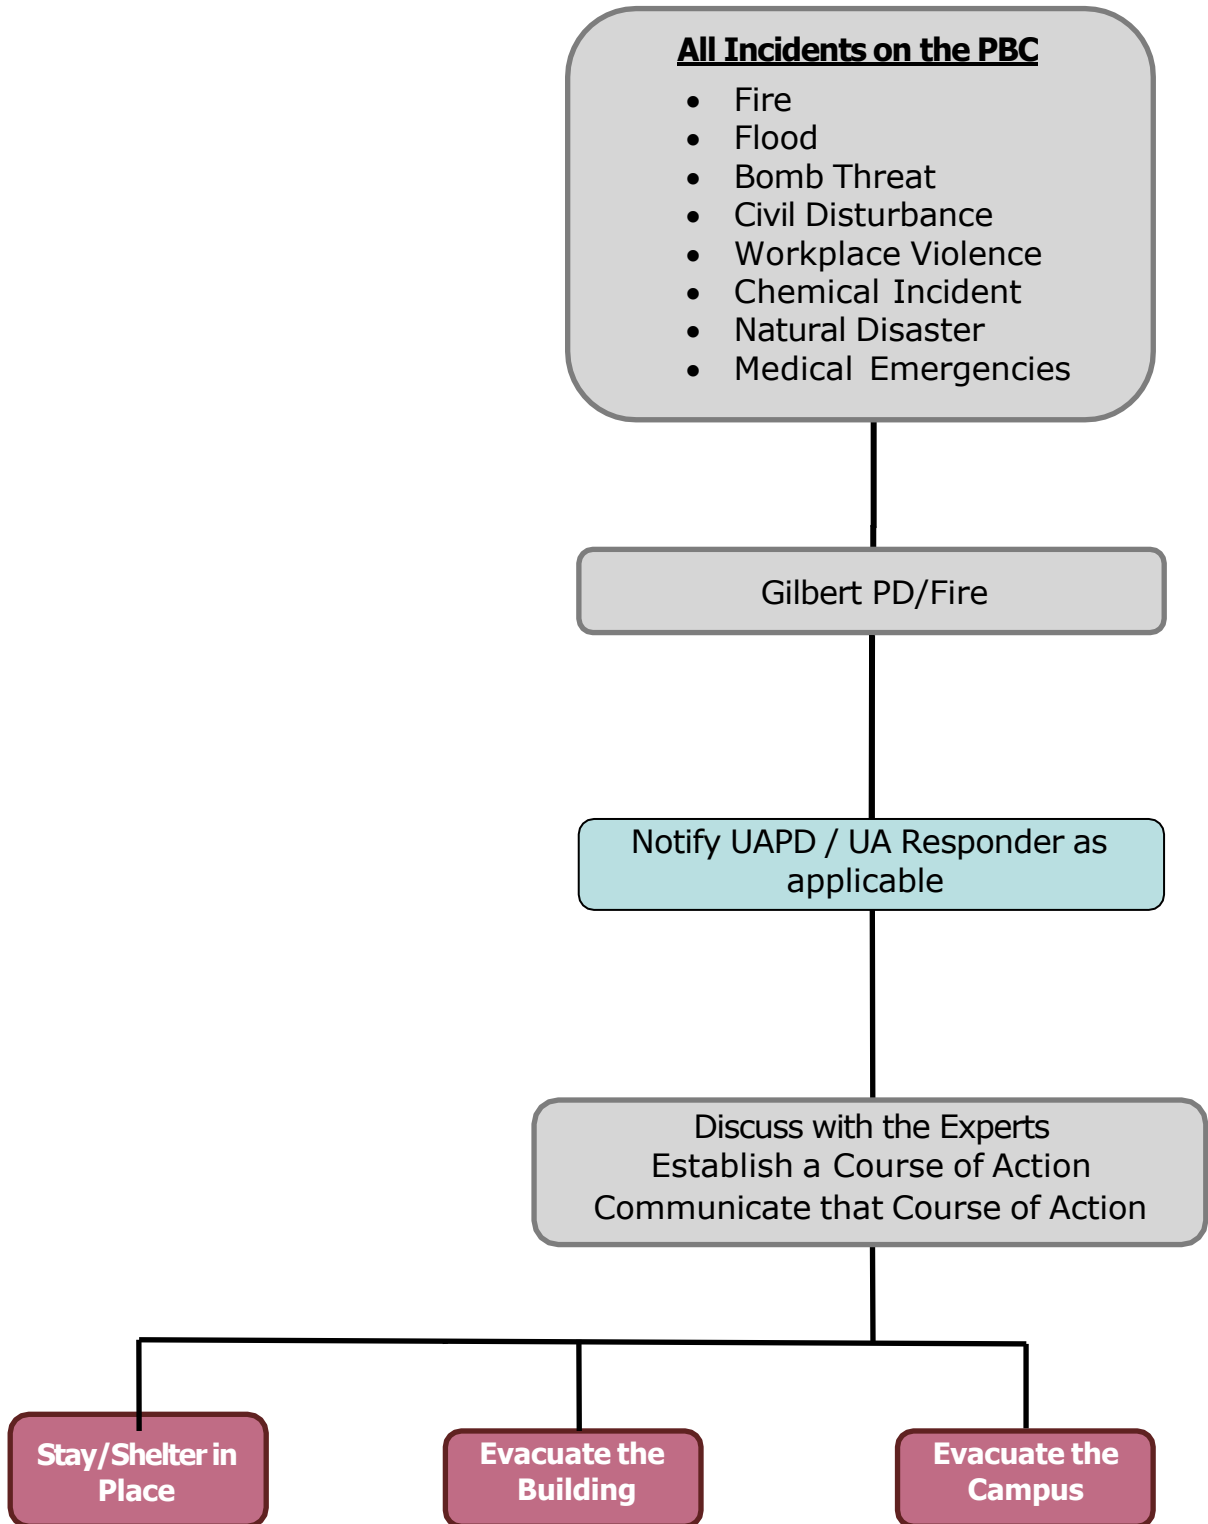 All Incidents on the PBC
• Fire
• Flood
• Bomb Threat
• Civil Disturbance
• Workplace Violence
• Chemical Incident
• Natural Disaster
• Medical Emergencies
Gilbert PD/Fire
Notify UAPD / UA Responder as
applicable
Discuss with the Experts
Establish a Course of Action
Communicate that Course of Action
Stay/Shelter in
Place
Evacuate the
Building
Evacuate the
Campus